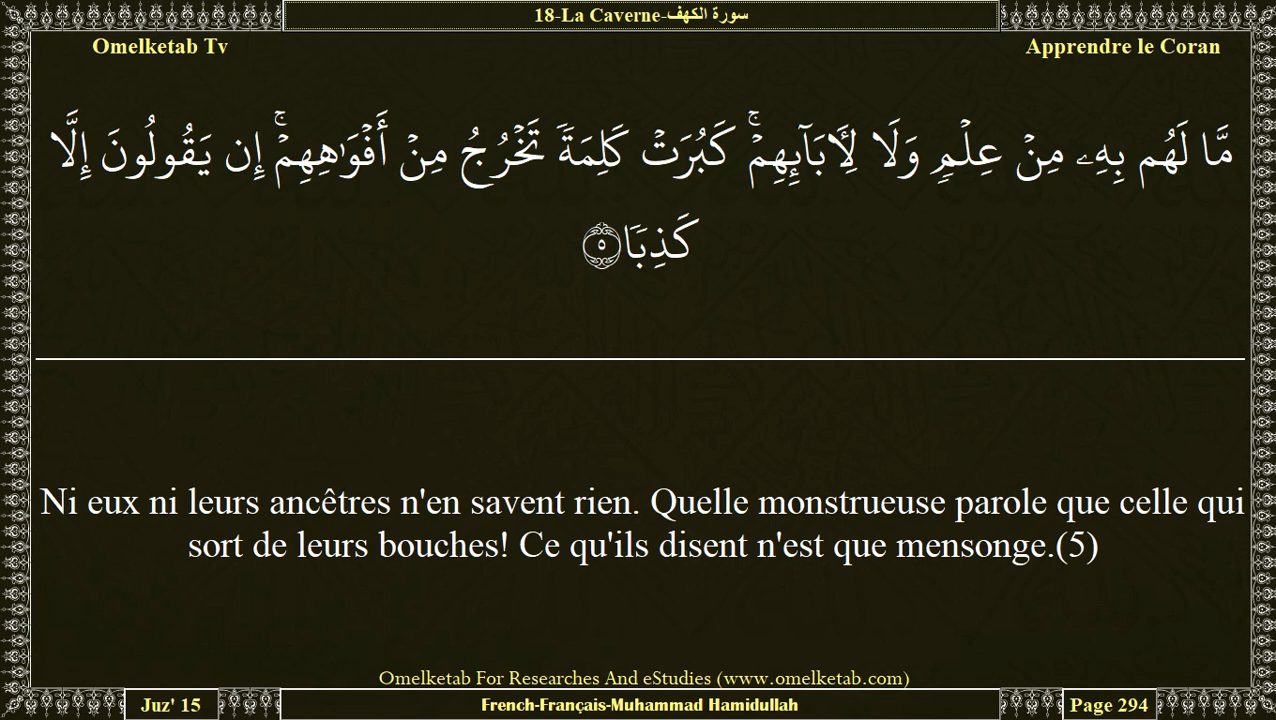 18-La Caverne-سورة الكهف
Omelketab Tv
Apprendre le Coran
مَّا لَهُم بِهِۦ مِنۡ عِلۡمٖ وَلَا لِأٓبَآئِهِمۡۚ كَبُرَتۡ كَلِمَةٗ تَخۡرُجُ مِنۡ أَفۡوَٰهِهِمۡۚ إِن يَقُولُونَ إِلَّا
كَذِبٗا ٥
Ni eux ni leurs ancêtres n'en savent rien. Quelle monstrueuse parole que celle qui
sort de leurs bouches! Ce qu'ils disent n'est que mensonge.(5)
Omelketab For Researches And eStudies (www.omelketab.com)
Juz' 15
French-Français-Muhammad Hamidullah
Page 294